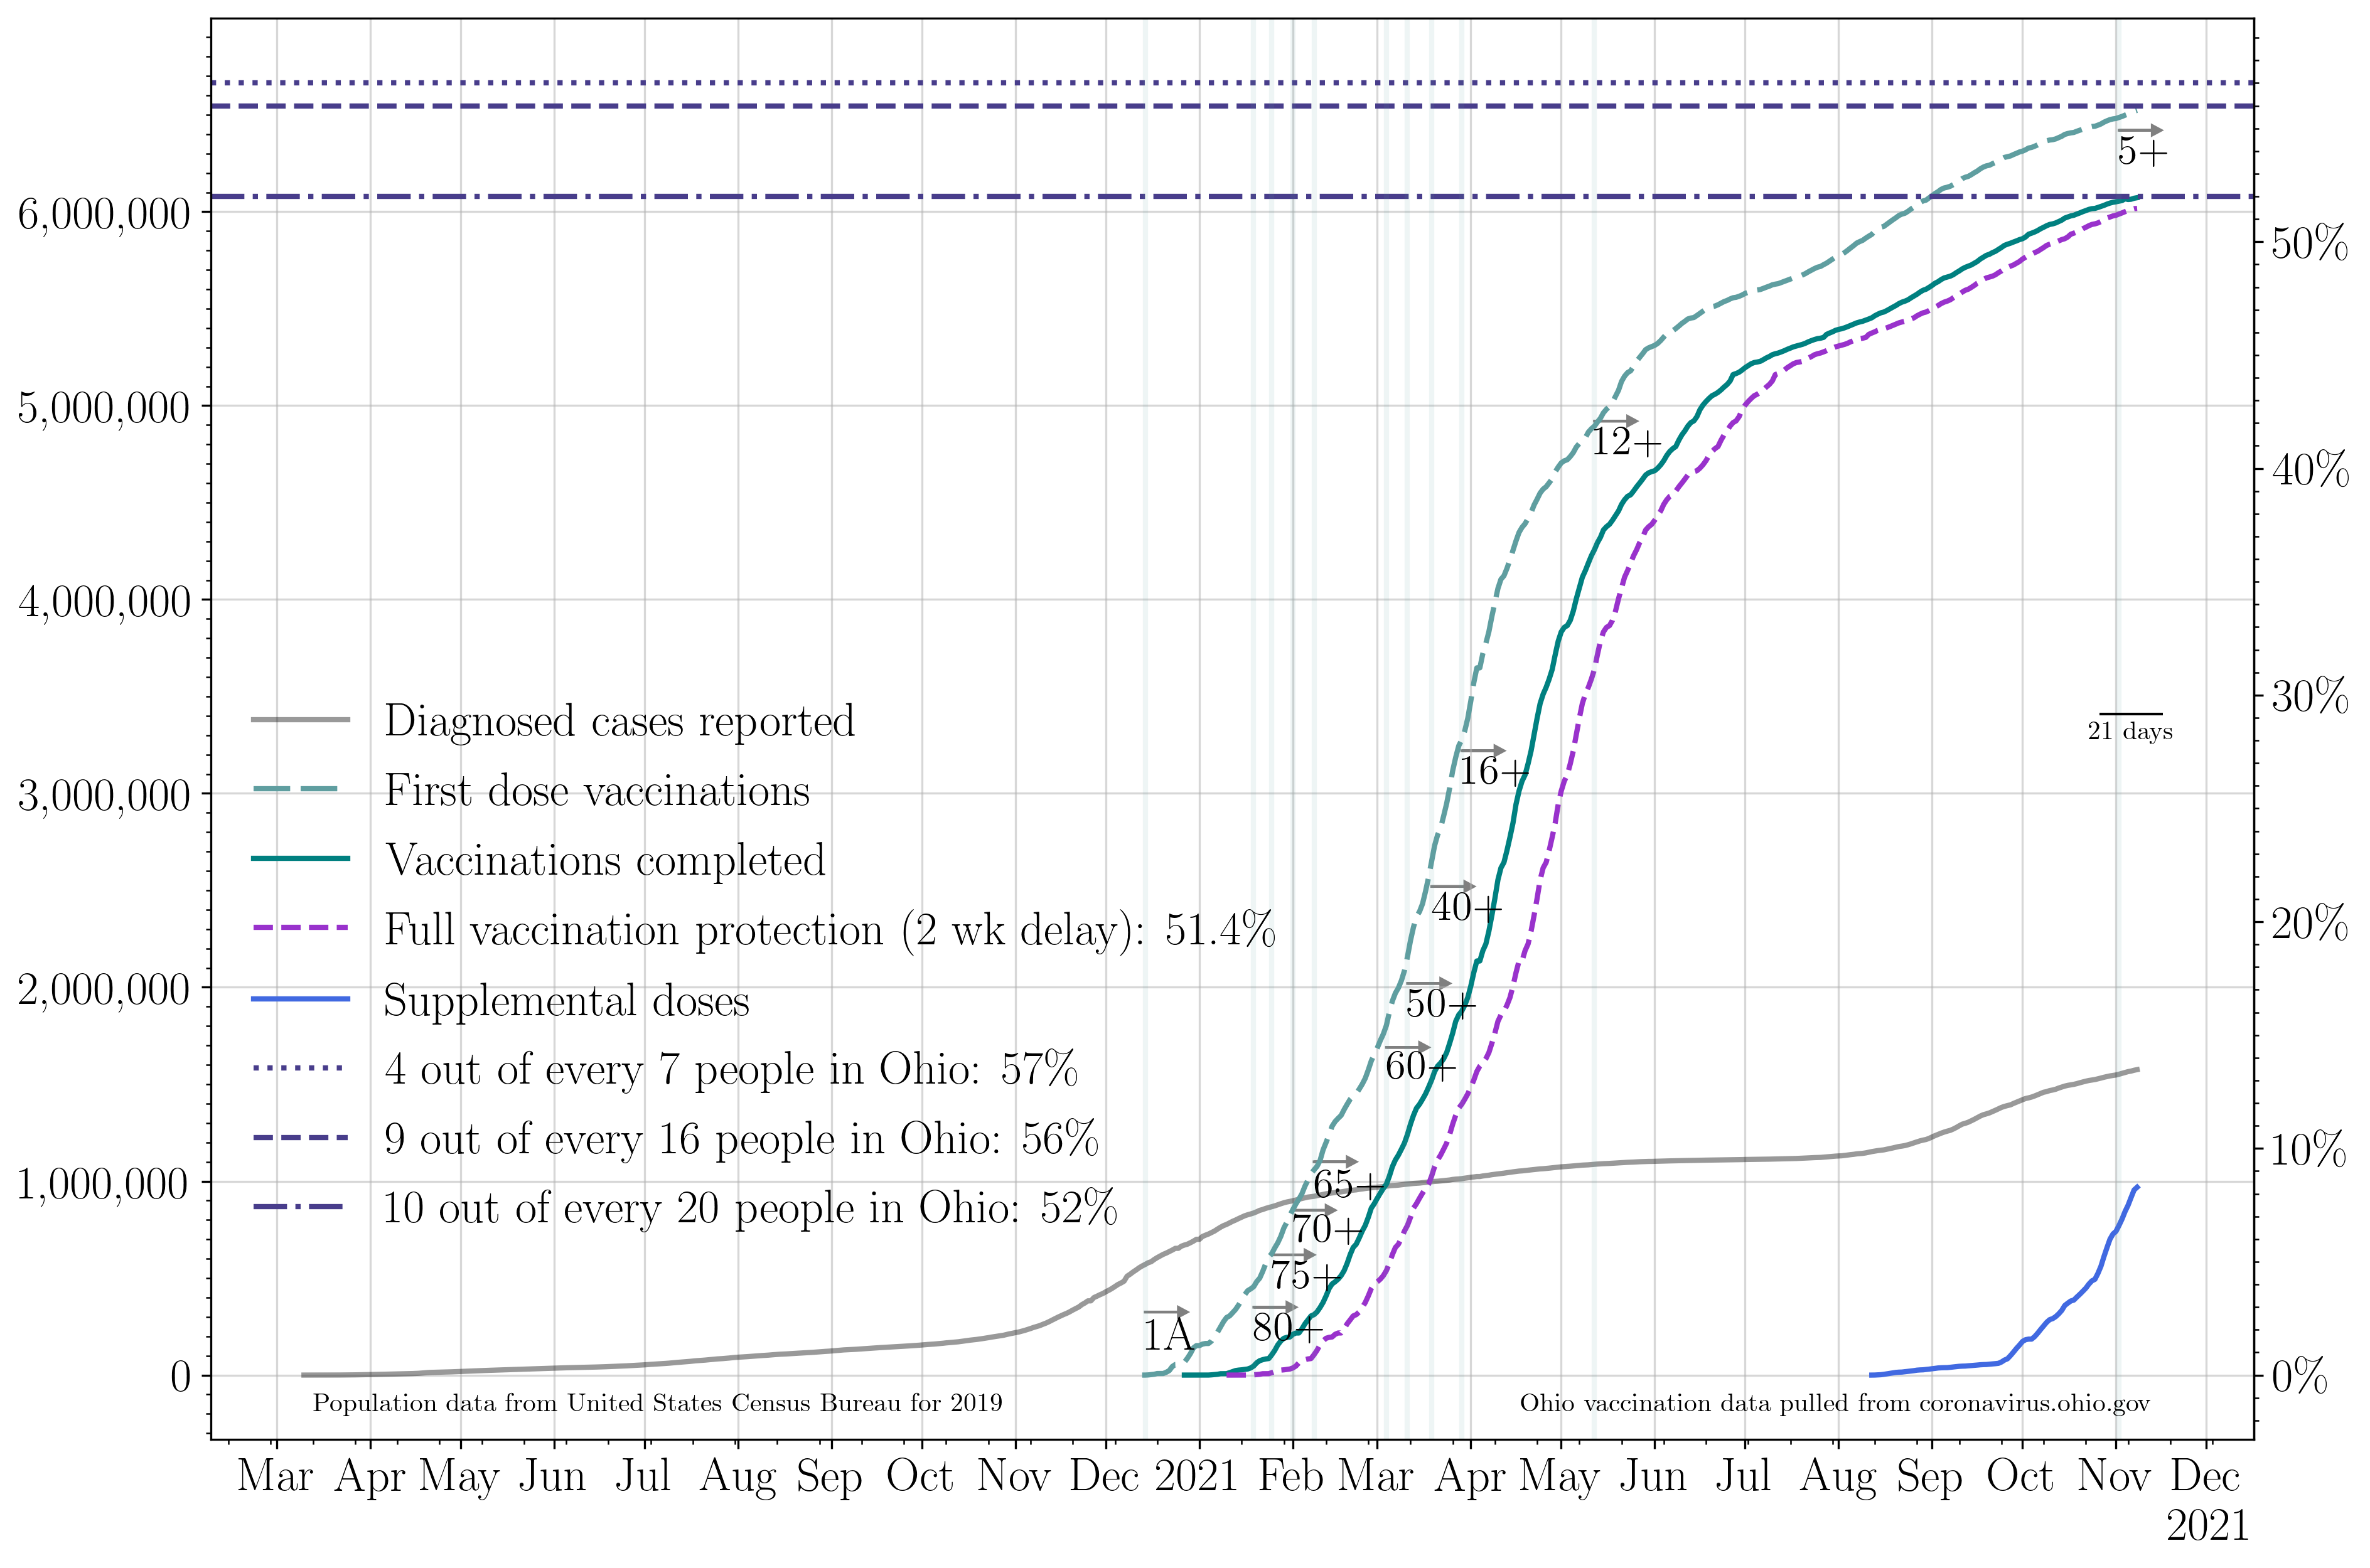 6,000,000
5,000,000
4,000,000
3,000,000
2,000,000
1,000,000
0
50%
40%
30%
20%
10%
0%
5+
12+
16+
40+
50+
60+
65+
70+
75+
80+
1A
21 days
Diagnosed cases reported
First dose vaccinations
Vaccinations completed
Full vaccination protection (2 wk delay): 51.4%
Supplemental doses
4 out of every 7 people in Ohio: 57%
9 out of every 16 people in Ohio: 56%
10 out of every 20 people in Ohio: 52%
Population data from United States Census Bureau for 2019
Ohio vaccination data pulled from coronavirus.ohio.gov
Mar Apr May Jun Jul Aug Sep Oct Nov Dec 2021 Feb Mar Apr May Jun Jul Aug Sep Oct Nov Dec
2021